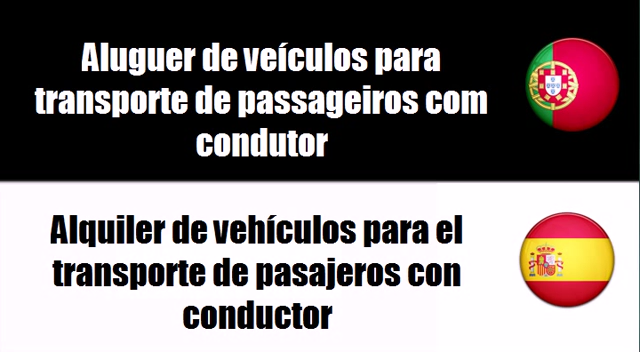 Aluguer de veículos para
transporte de passageiros com
condutor
Alquiler de vehículos para el
transporte de pasajeros con
conductor